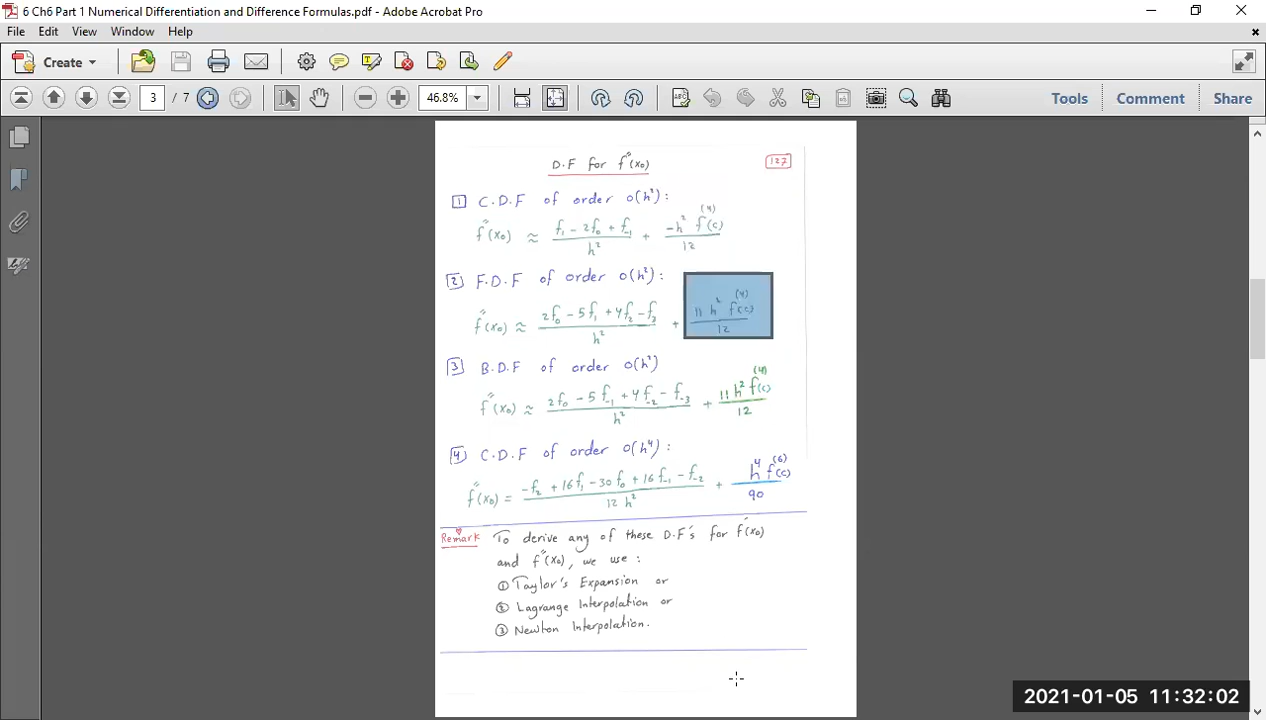 6 Ch6 Part 1 Numerical Differentiation and Difference Formulas.pdf - Adobe Acrobat Pro
File Edit View Window Help
Create
3 / 7 46.8% Tools Comment Share
D.F for f″(x₀) 127
1 C.D.F of order O(h²):
f″(x₀) ≈ (f₁ - 2f₀ + f₋₁)/h² + (-h² f⁽⁴⁾(c))/12
2 F.D.F of order O(h²):
f″(x₀) ≈ (2f₀ - 5f₁ + 4f₂ - f₃)/h² + (11 h² f⁽⁴⁾(c))/12
3 B.D.F of order O(h²)
f″(x₀) ≈ (2f₀ - 5f₋₁ + 4f₋₂ - f₋₃)/h² + (11 h² f⁽⁴⁾(c))/12
4 C.D.F of order O(h⁴):
f″(x₀) = (-f₂ + 16f₁ - 30f₀ + 16f₋₁ - f₋₂)/(12 h²) + (h⁴ f⁽⁶⁾(c))/90
Remark To derive any of these D.F's for f′(x₀)
and f″(x₀), we use:
① Taylor's Expansion or
② Lagrange Interpolation or
③ Newton Interpolation.
2021-01-05 11:32:02